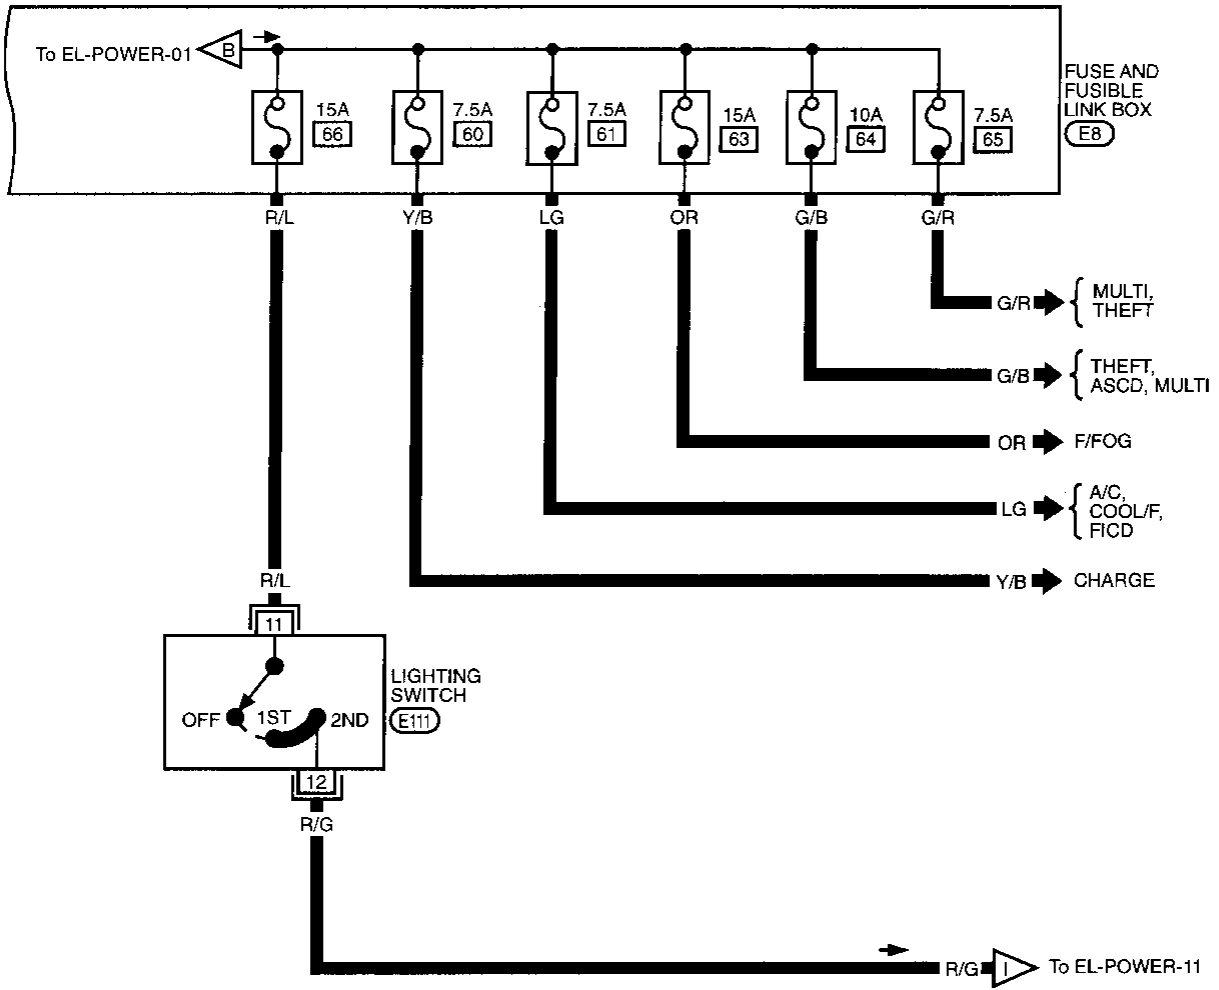 To EL-POWER-01
B
15A
66
7.5A
60
7.5A
61
15A
63
10A
64
7.5A
65
FUSE AND
FUSIBLE
LINK BOX
E8
R/L
Y/B
LG
OR
G/B
G/R
G/R
MULTI,
THEFT
G/B
THEFT,
ASCD, MULTI
OR
F/FOG
LG
A/C,
COOL/F,
FICD
R/L
Y/B
CHARGE
11
LIGHTING
SWITCH
E111
OFF
1ST
2ND
12
R/G
R/G
I
To EL-POWER-11